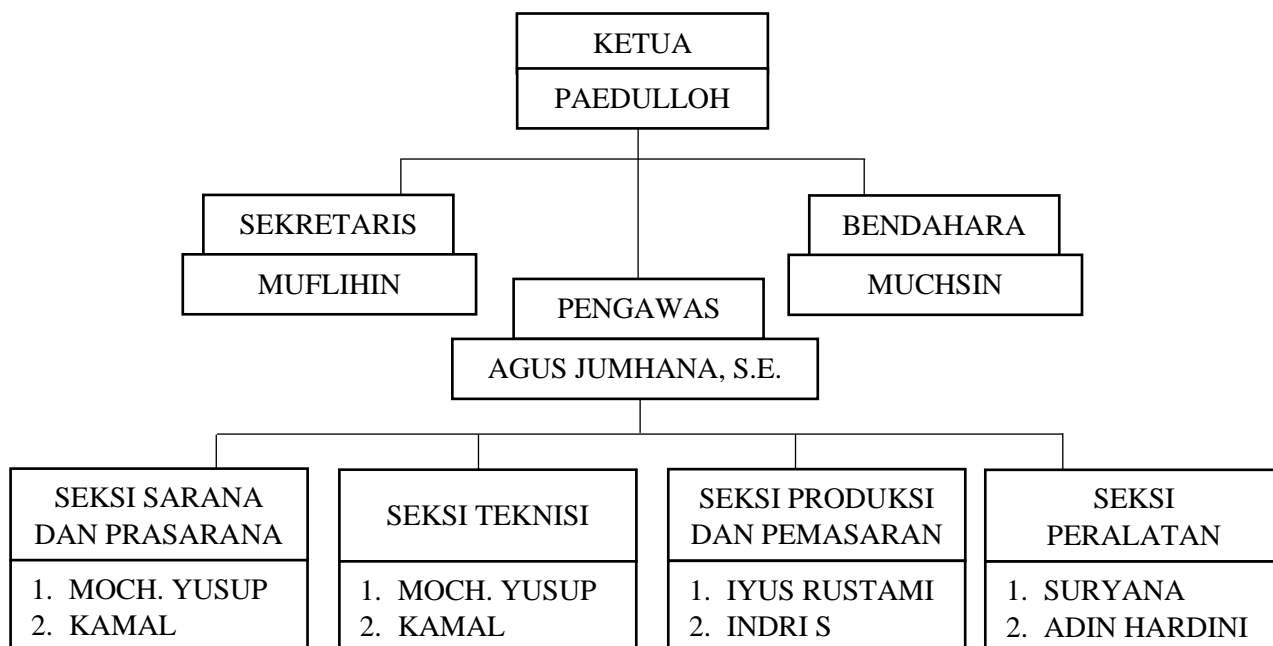 KETUA
PAEDULLOH
SEKRETARIS
MUFLIHIN
BENDAHARA
MUCHSIN
PENGAWAS
AGUS JUMHANA, S.E.
SEKSI SARANA
DAN PRASARANA
1. MOCH. YUSUP
2. KAMAL
SEKSI TEKNISI
1. MOCH. YUSUP
2. KAMAL
SEKSI PRODUKSI
DAN PEMASARAN
1. IYUS RUSTAMI
2. INDRI S
SEKSI
PERALATAN
1. SURYANA
2. ADIN HARDINI